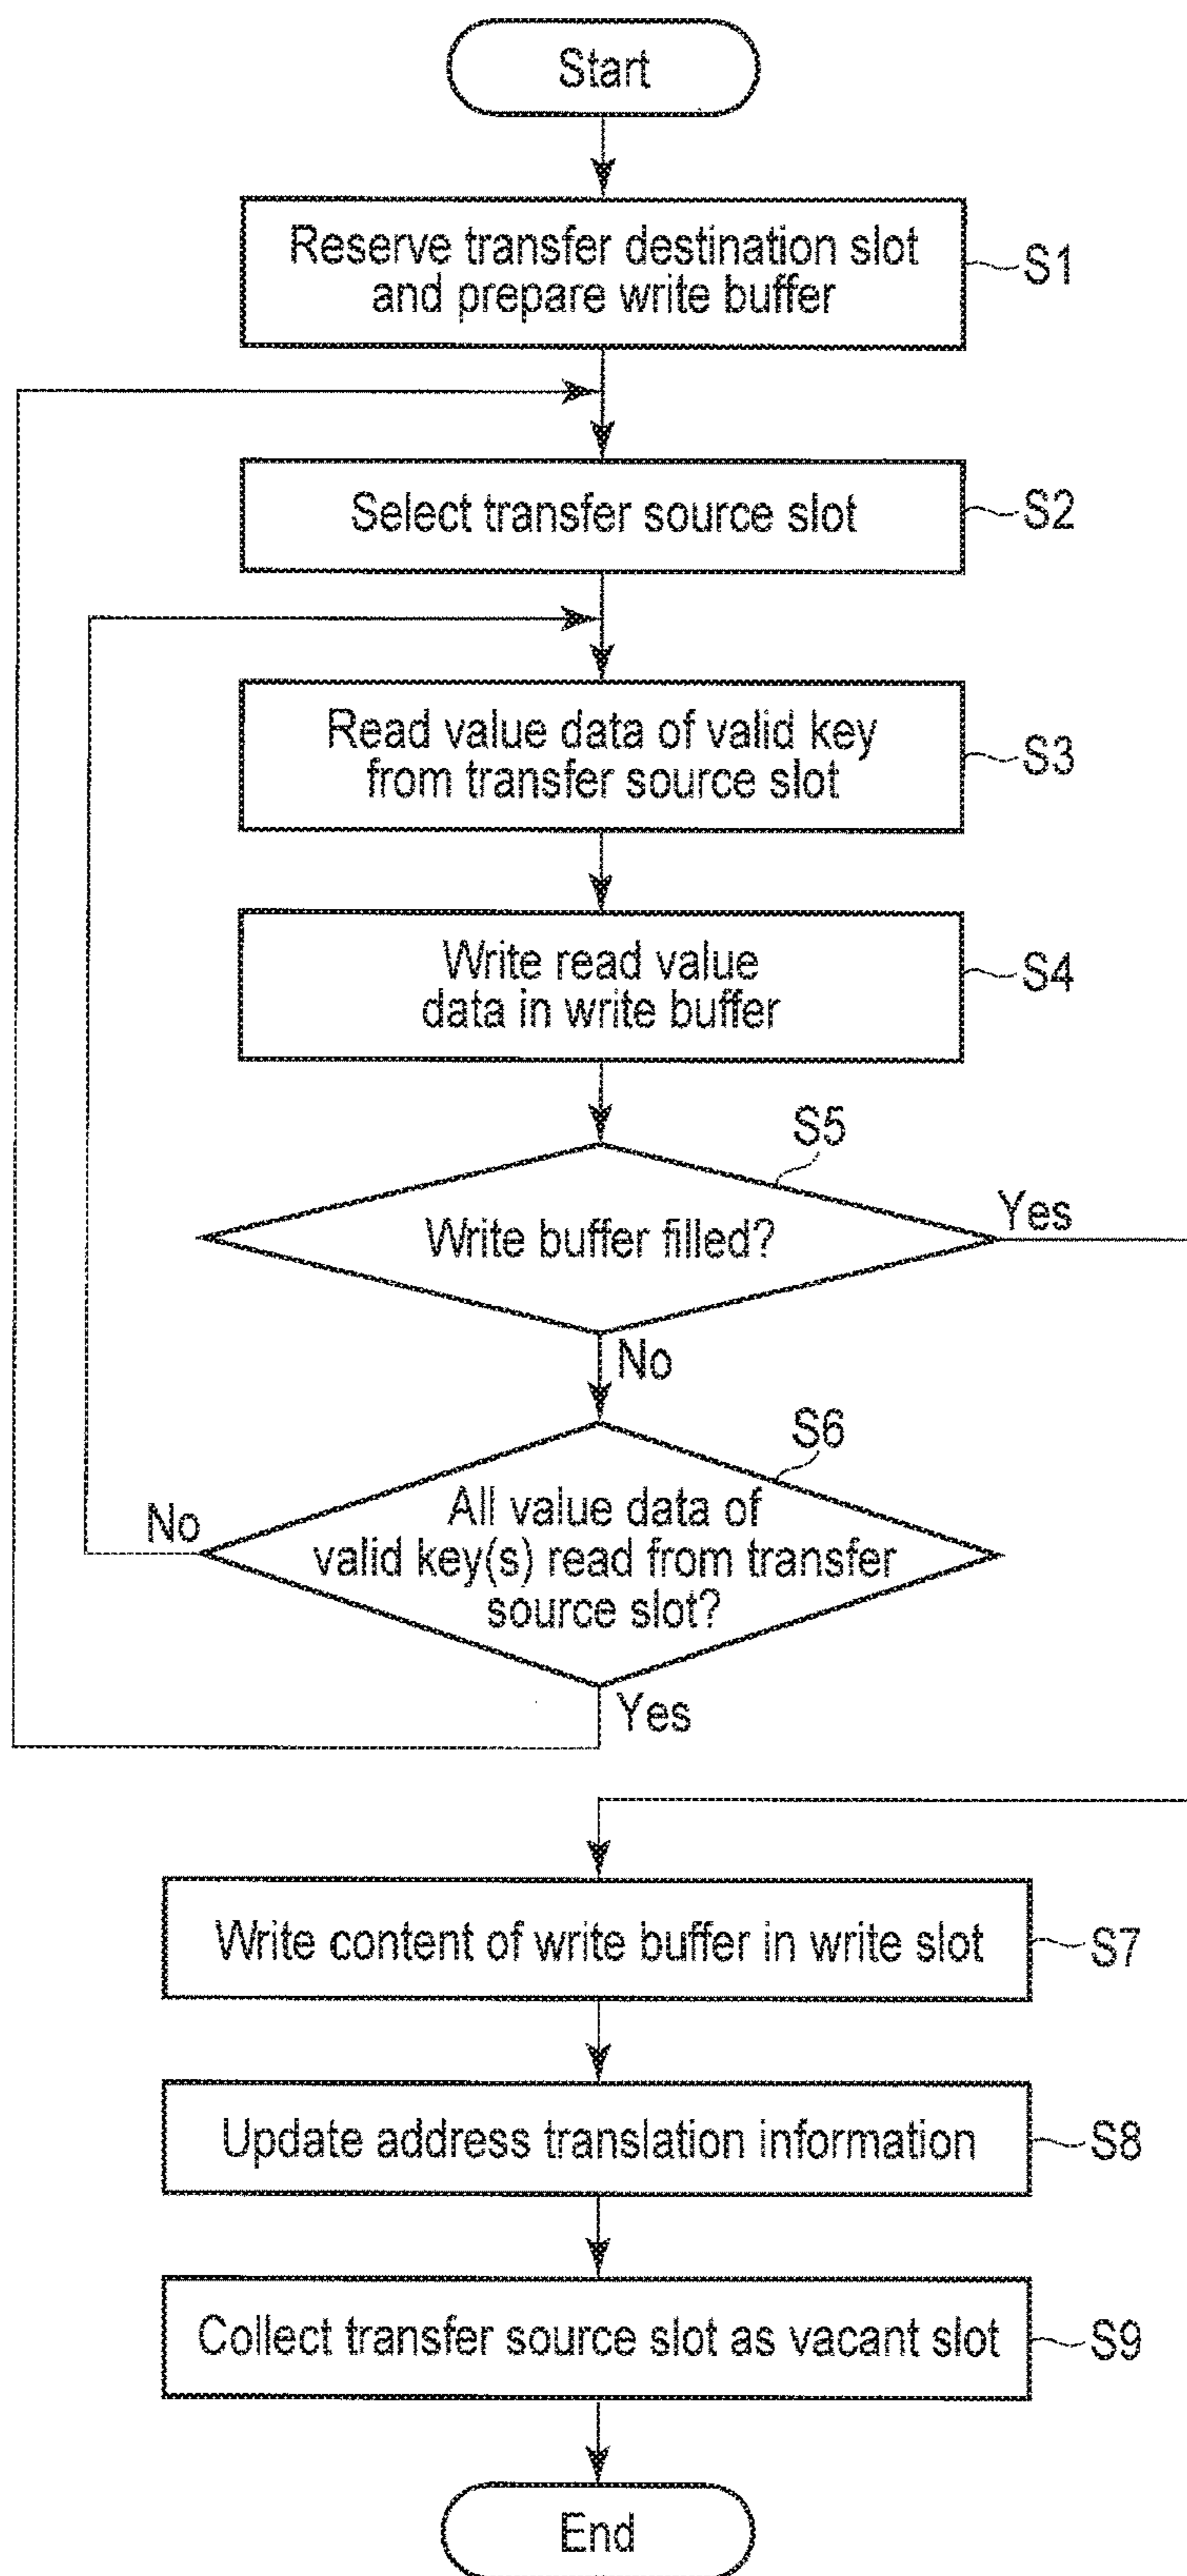 Start
Reserve transfer destination slot
and prepare write buffer
S1
Select transfer source slot
S2
Read value data of valid key
from transfer source slot
S3
Write read value
data in write buffer
S4
S5
Write buffer filled?
Yes
No
S6
All value data of
valid key(s) read from transfer
source slot?
No
Yes
Write content of write buffer in write slot
S7
Update address translation information
S8
Collect transfer source slot as vacant slot
S9
End